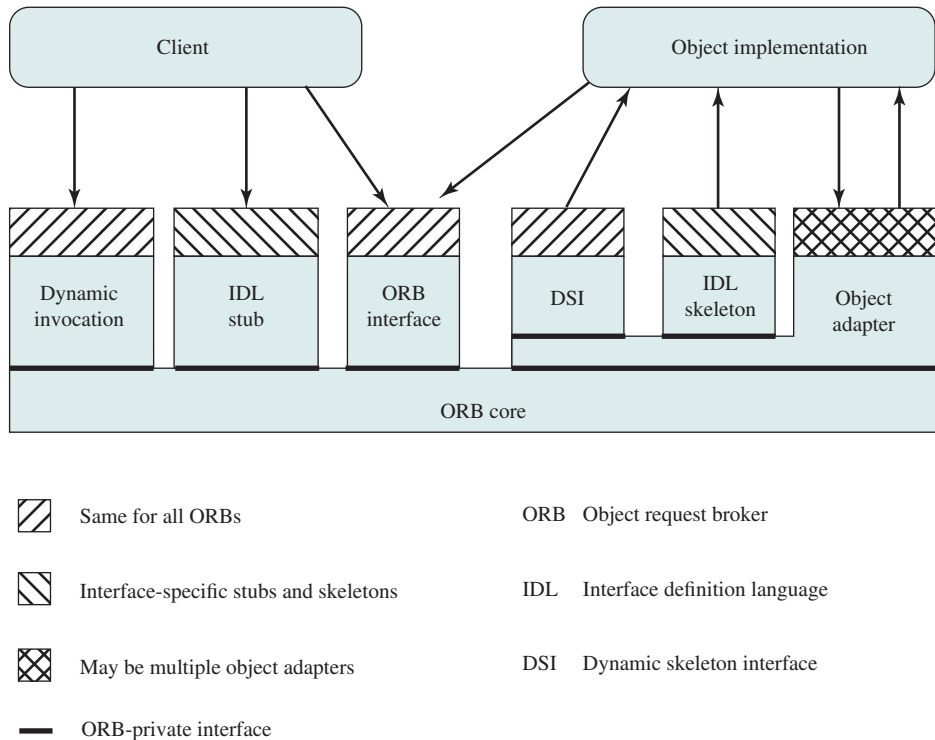 Client
Object implementation
Dynamic
invocation
IDL
stub
ORB
interface
DSI
IDL
skeleton
Object
adapter
ORB core
Same for all ORBs
Interface-specific stubs and skeletons
May be multiple object adapters
ORB-private interface
ORB Object request broker
IDL Interface definition language
DSI Dynamic skeleton interface